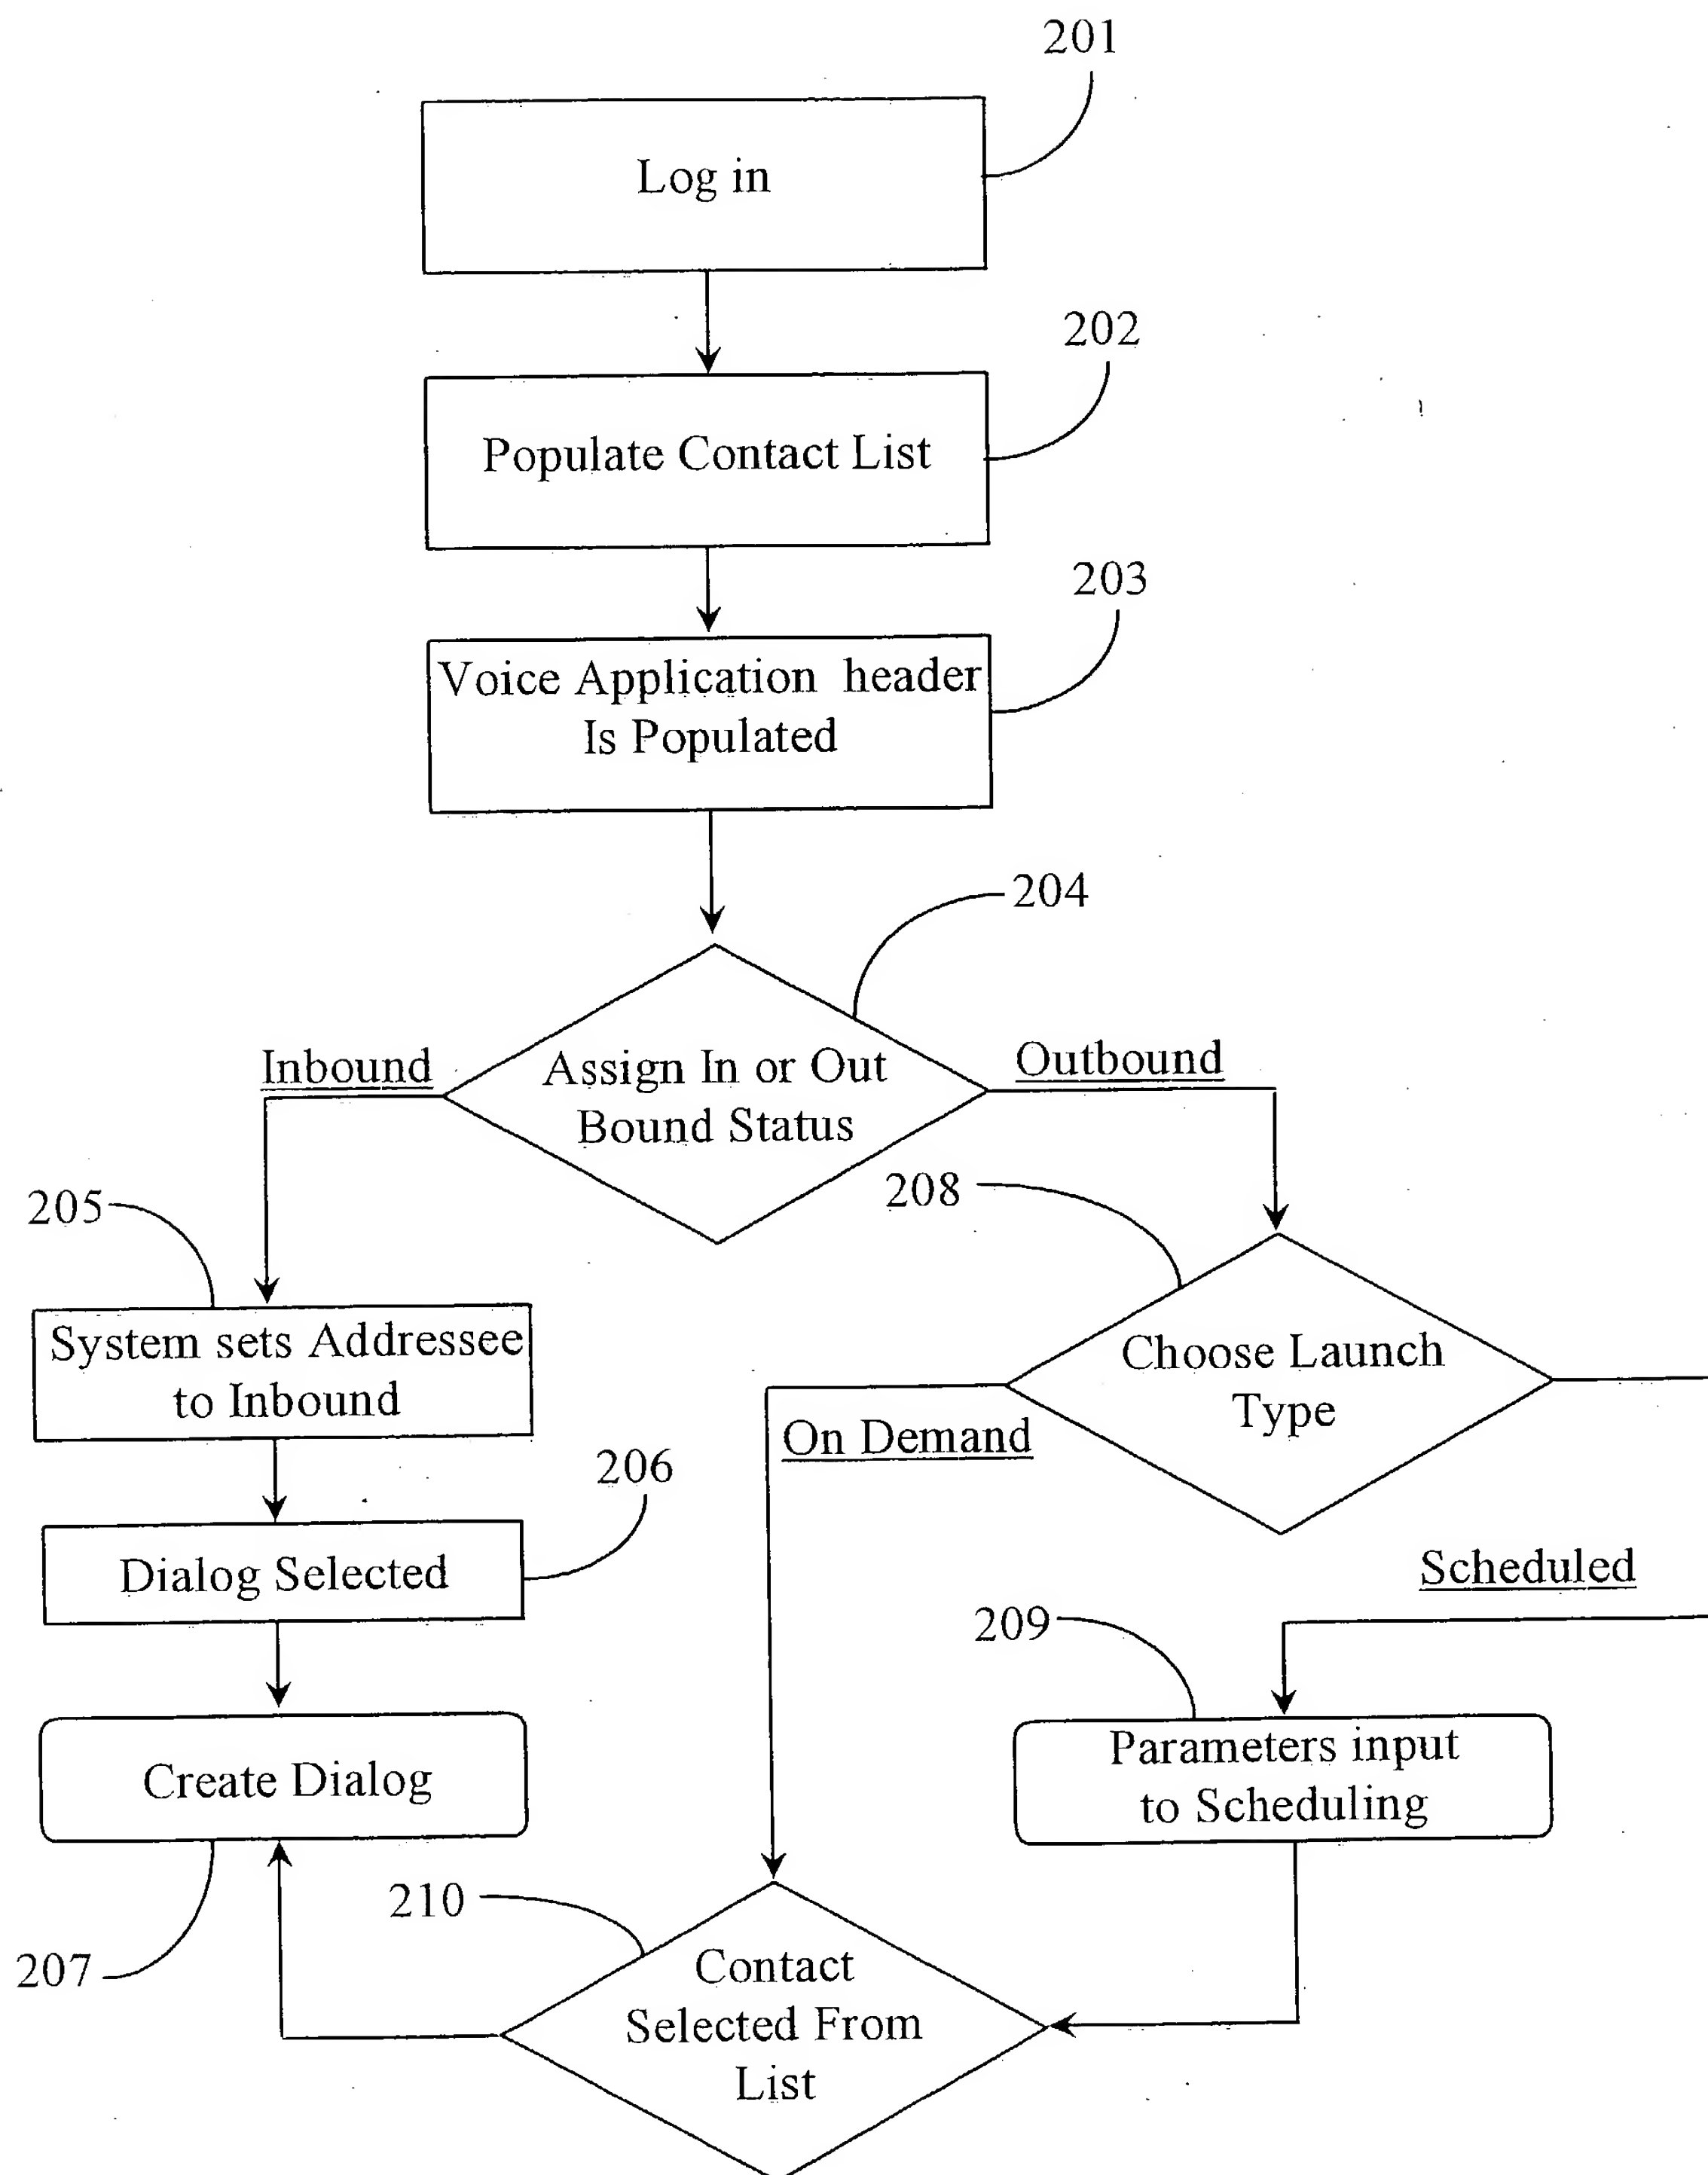 201
Log in
202
Populate Contact List
203
Voice Application header
Is Populated
204
Inbound
Assign In or Out
Bound Status
Outbound
205
208
System sets Addressee
to Inbound
Choose Launch
Type
On Demand
206
Dialog Selected
Scheduled
209
Create Dialog
Parameters input
to Scheduling
207
210
Contact
Selected From
List